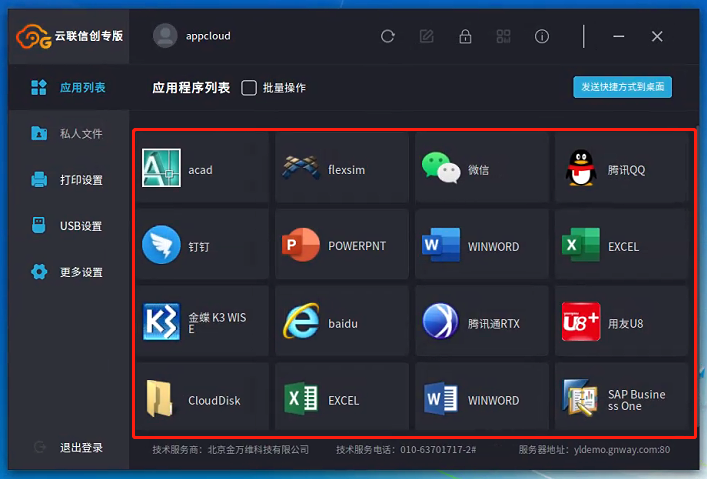 云联信创专版
appcloud
应用列表
应用程序列表
批量操作
发送快捷方式到桌面
私人文件
打印设置
USB设置
更多设置
退出登录
acad
flexsim
微信
腾讯QQ
钉钉
POWERPNT
WINWORD
EXCEL
金蝶 K3 WIS
E
baidu
腾讯通RTX
用友U8
CloudDisk
EXCEL
WINWORD
SAP Busine
ss One
技术服务商：北京金万维科技有限公司
技术服务电话：010-63701717-2#
服务器地址：yldemo.gnway.com:80